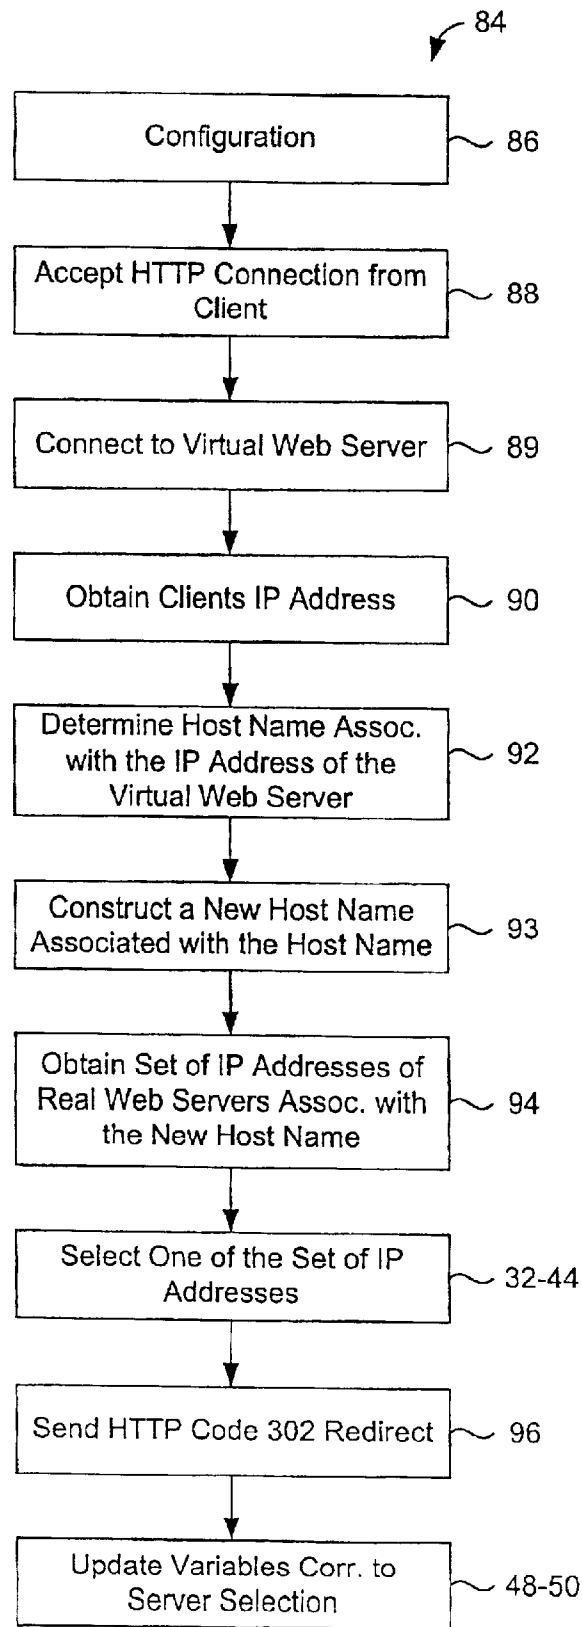 84
Configuration
86
Accept HTTP Connection from
Client
88
Connect to Virtual Web Server
89
Obtain Clients IP Address
90
Determine Host Name Assoc.
with the IP Address of the
Virtual Web Server
92
Construct a New Host Name
Associated with the Host Name
93
Obtain Set of IP Addresses of
Real Web Servers Assoc. with
the New Host Name
94
Select One of the Set of IP
Addresses
32-44
Send HTTP Code 302 Redirect
96
Update Variables Corr. to
Server Selection
48-50